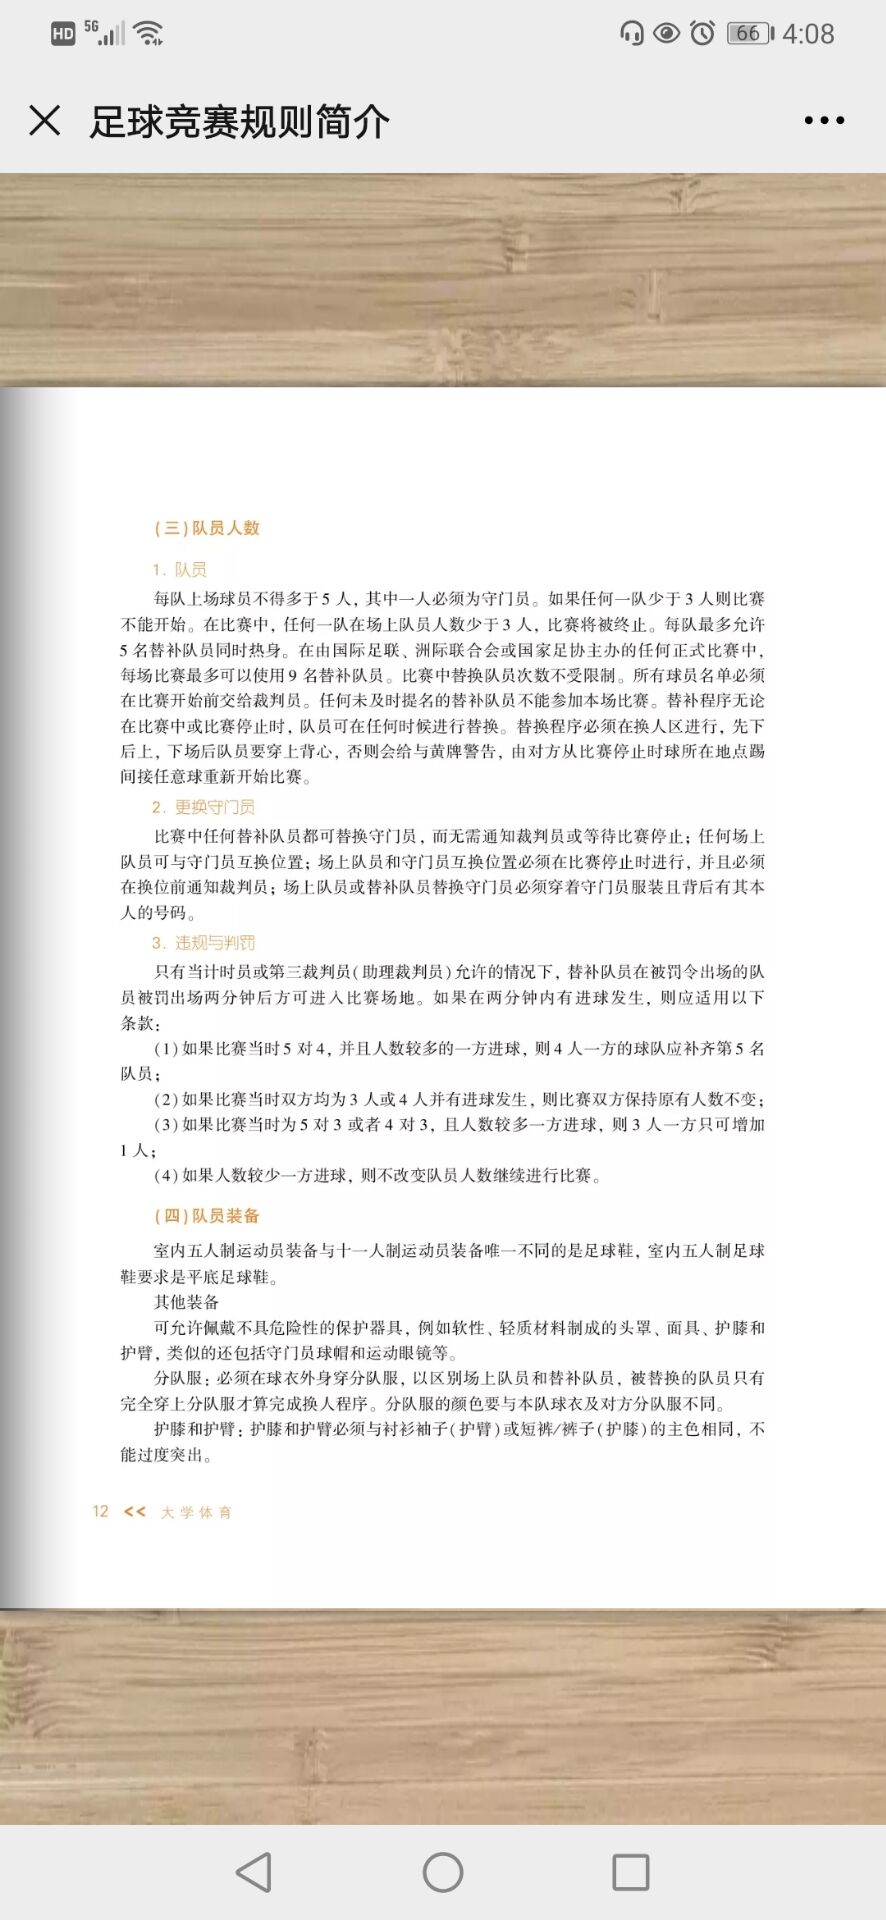 HD 5G 66 4:08
足球竞赛规则简介
(三)队员人数
1. 队员
每队上场球员不得多于 5 人，其中一人必须为守门员。如果任何一队少于 3 人则比赛
不能开始。在比赛中，任何一队在场上队员人数少于 3 人，比赛将被终止。每队最多允许
5 名替补队员同时热身。在由国际足联、洲际联合会或国家足协主办的任何正式比赛中，
每场比赛最多可以使用 9 名替补队员。比赛中替换队员次数不受限制。所有球员名单必须
在比赛开始前交给裁判员。任何未及时提名的替补队员不能参加本场比赛。替补程序无论
在比赛中或比赛停止时，队员可在任何时候进行替换。替换程序必须在换人区进行，先下
后上，下场后队员要穿上背心，否则会给与黄牌警告，由对方从比赛停止时球所在地点踢
间接任意球重新开始比赛。
2. 更换守门员
比赛中任何替补队员都可替换守门员，而无需通知裁判员或等待比赛停止；任何场上
队员可与守门员互换位置；场上队员和守门员互换位置必须在比赛停止时进行，并且必须
在换位前通知裁判员；场上队员或替补队员替换守门员必须穿着守门员服装且背后有其本
人的号码。
3. 违规与判罚
只有当计时员或第三裁判员(助理裁判员)允许的情况下，替补队员在被罚令出场的队
员被罚出场两分钟后方可进入比赛场地。如果在两分钟内有进球发生，则应适用以下
条款：
(1)如果比赛当时 5 对 4，并且人数较多的一方进球，则 4 人一方的球队应补齐第 5 名
队员；
(2)如果比赛当时双方均为 3 人或 4 人并有进球发生，则比赛双方保持原有人数不变；
(3)如果比赛当时为 5 对 3 或者 4 对 3，且人数较多一方进球，则 3 人一方只可增加
1 人；
(4)如果人数较少一方进球，则不改变队员人数继续进行比赛。
(四)队员装备
室内五人制运动员装备与十一人制运动员装备唯一不同的是足球鞋，室内五人制足球
鞋要求是平底足球鞋。
其他装备
可允许佩戴不具危险性的保护器具，例如软性、轻质材料制成的头罩、面具、护膝和
护臂，类似的还包括守门员球帽和运动眼镜等。
分队服：必须在球衣外身穿分队服，以区别场上队员和替补队员，被替换的队员只有
完全穿上分队服才算完成换人程序。分队服的颜色要与本队球衣及对方分队服不同。
护膝和护臂：护膝和护臂必须与衬衫袖子(护臂)或短裤/裤子(护膝)的主色相同，不
能过度突出。
12 << 大学体育